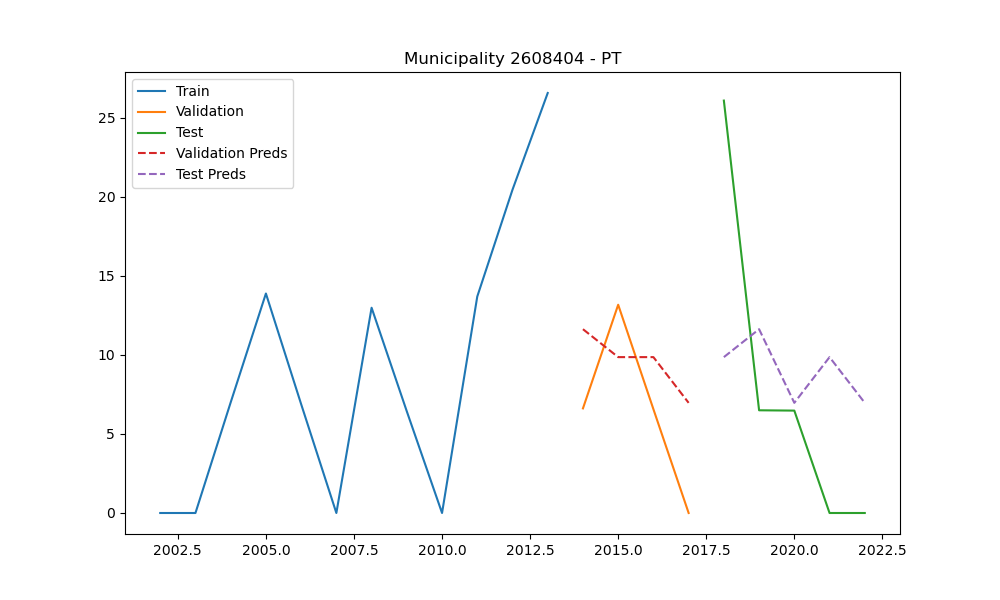 Municipality 2608404 - PT
Train
Validation
Test
Validation Preds
Test Preds
25
20
15
10
5
0
2002.5 2005.0 2007.5 2010.0 2012.5 2015.0 2017.5 2020.0 2022.5